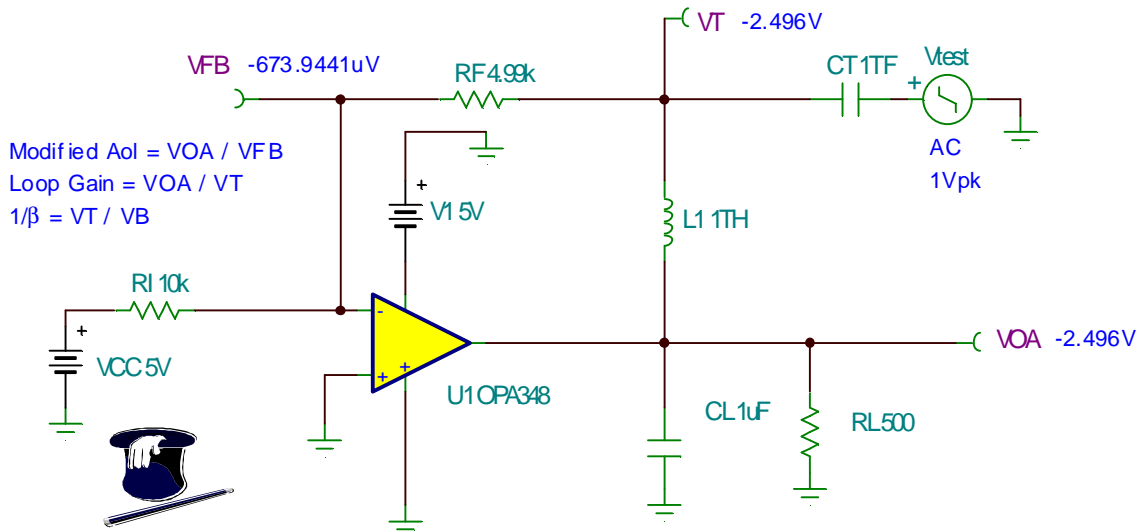 VT -2.496V
VFB -673.9441uV
RF 4.99k
CT 1TF
Vtest
+
AC
1Vpk
Modified Aol = VOA / VFB
Loop Gain = VOA / VT
1/β = VT / VB
+
V1 5V
L1 1TH
RI 10k
+
VCC 5V
-
+
+
U1 OPA348
VOA -2.496V
CL 1uF
RL 500